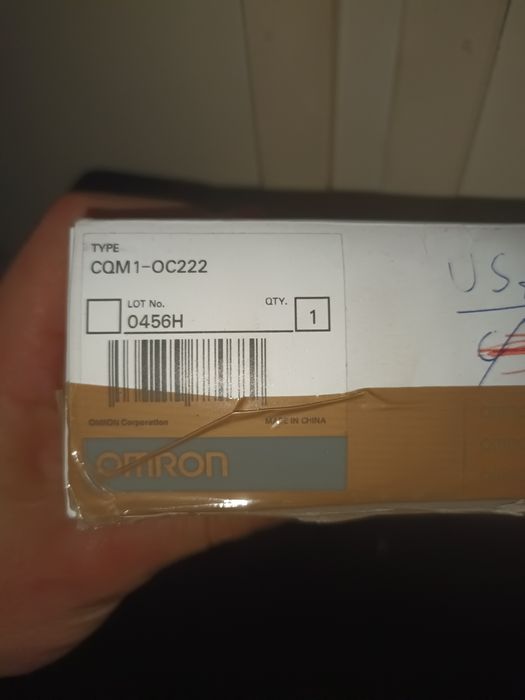 TYPE
CQM1-OC222
LOT No.
0456H
QTY.
1
OMRON Corporation
MADE IN CHINA
OMRON